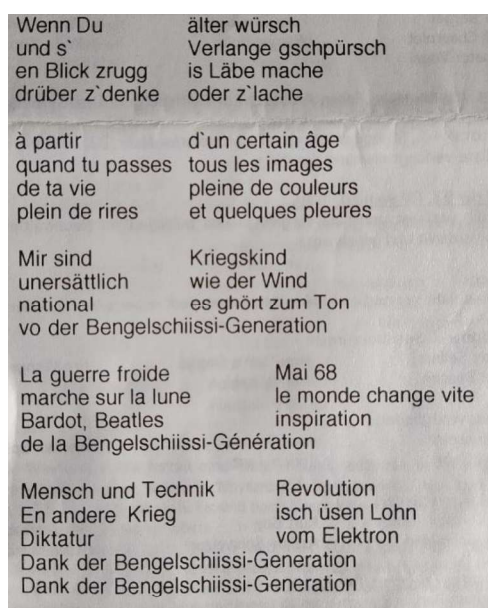 Wenn Du älter würsch
und s` Verlange gschpürsch
en Blick zrugg is Läbe mache
drüber z`denke oder z`lache
à partir d`un certain âge
quand tu passes tous les images
de ta vie pleine de couleurs
plein de rires et quelques pleures
Mir sind Kriegskind
unersättlich wie der Wind
national es ghört zum Ton
vo der Bengelschiissi-Generation
La guerre froide Mai 68
marche sur la lune le monde change vite
Bardot, Beatles inspiration
de la Bengelschiissi-Génération
Mensch und Technik Revolution
En andere Krieg isch üsen Lohn
Diktatur vom Elektron
Dank der Bengelschiissi-Generation
Dank der Bengelschiissi-Generation